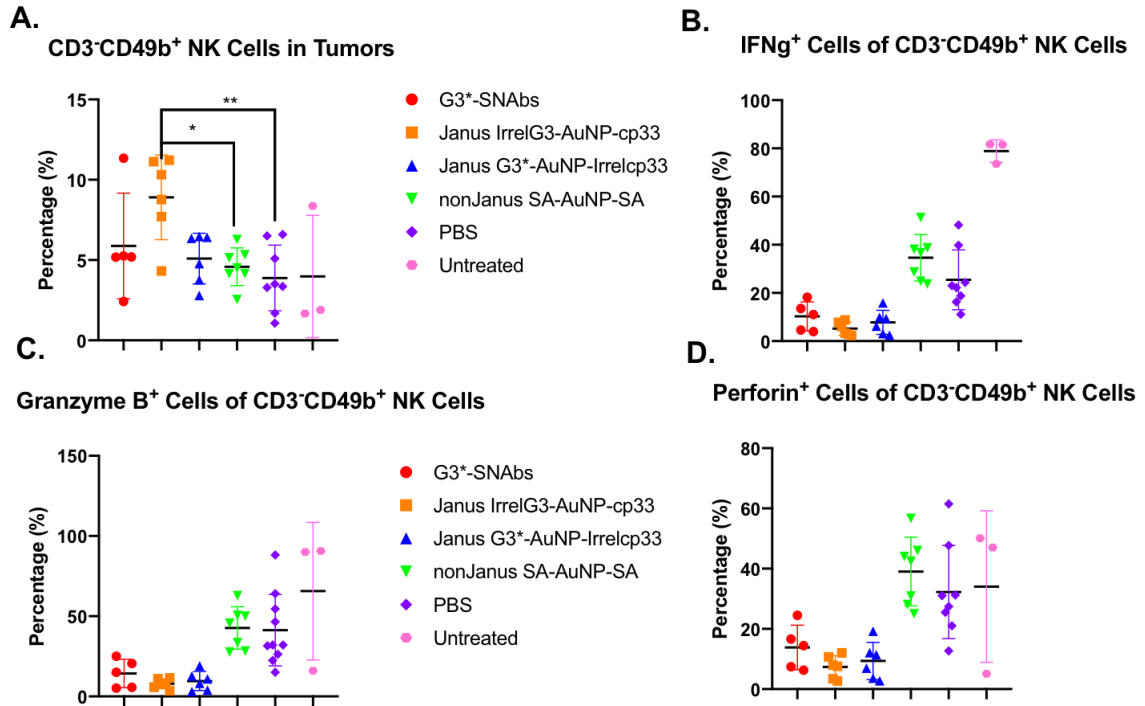 A.
CD3⁻CD49b⁺ NK Cells in Tumors
Percentage (%)
15
10
5
0
*
**
G3*-SNAbs
Janus IrrelG3-AuNP-cp33
Janus G3*-AuNP-Irrelcp33
nonJanus SA-AuNP-SA
PBS
Untreated
B.
IFNg⁺ Cells of CD3⁻CD49b⁺ NK Cells
Percentage (%)
100
80
60
40
20
0
C.
Granzyme B⁺ Cells of CD3⁻CD49b⁺ NK Cells
Percentage (%)
150
100
50
0
G3*-SNAbs
Janus IrrelG3-AuNP-cp33
Janus G3*-AuNP-Irrelcp33
nonJanus SA-AuNP-SA
PBS
Untreated
D.
Perforin⁺ Cells of CD3⁻CD49b⁺ NK Cells
Percentage (%)
80
60
40
20
0